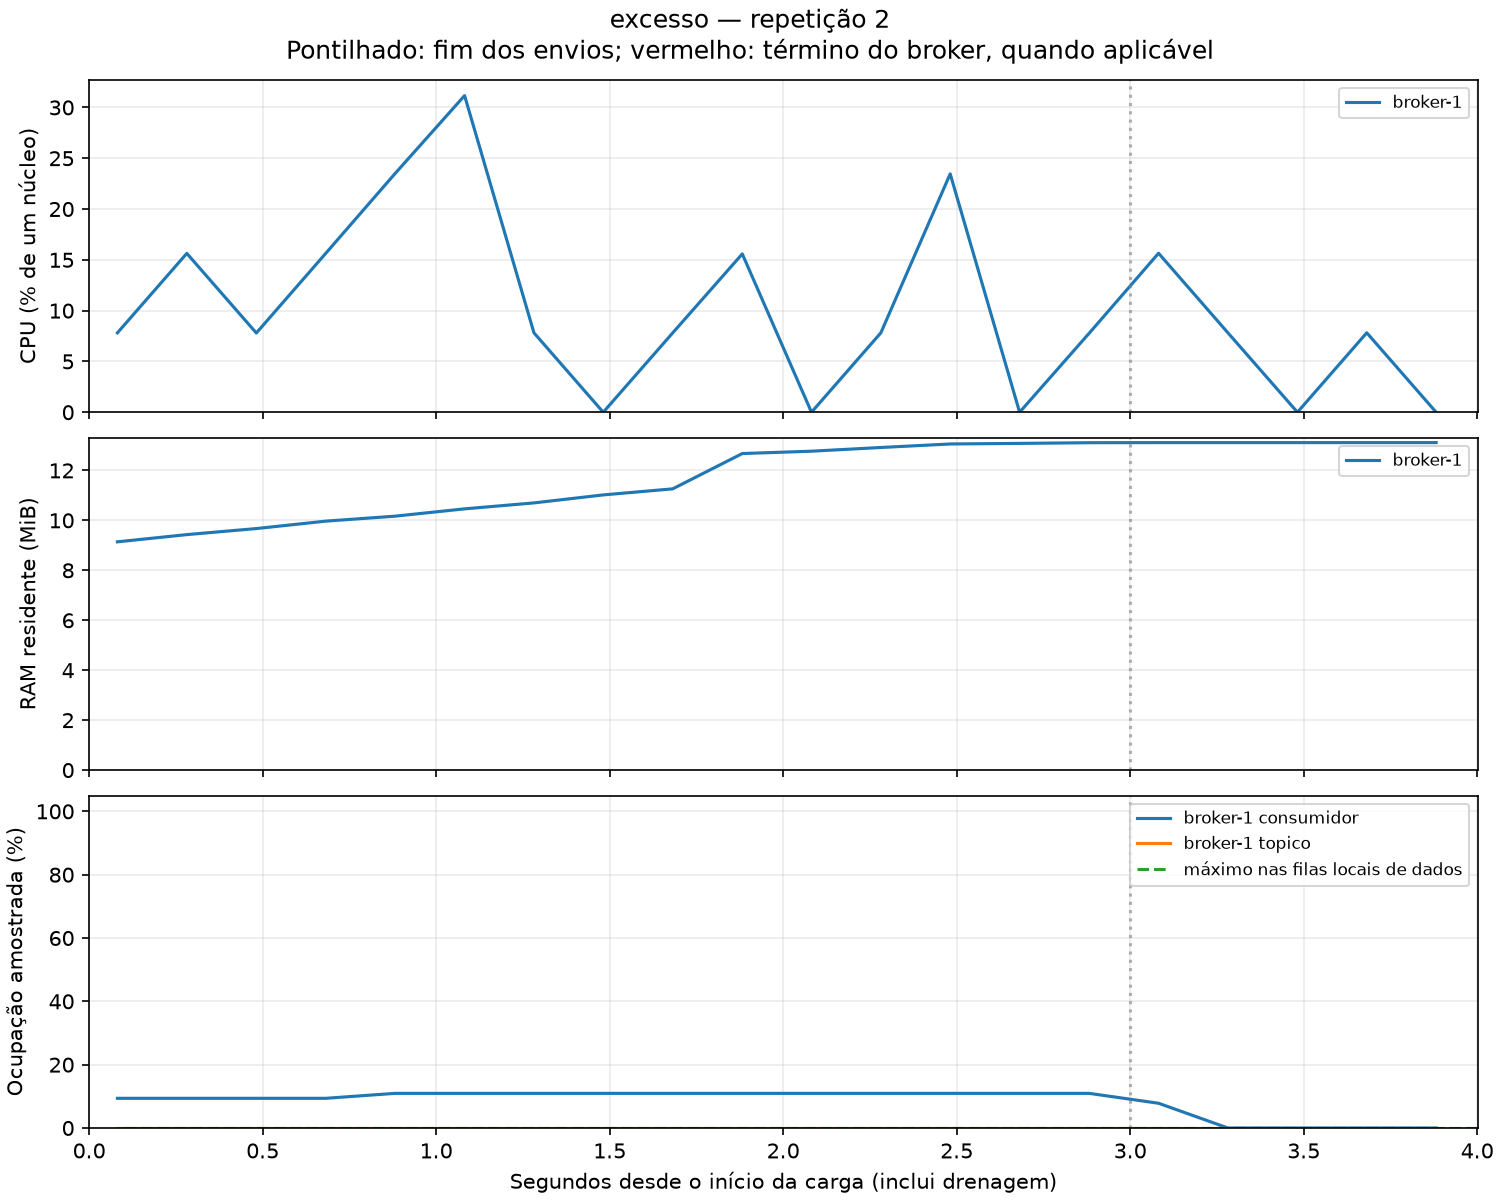 excesso — repetição 2
Pontilhado: fim dos envios; vermelho: término do broker, quando aplicável
30
25
20
15
10
5
0
CPU (% de um núcleo)
broker-1
12
10
8
6
4
2
0
RAM residente (MiB)
broker-1
100
80
60
40
20
0
Ocupação amostrada (%)
broker-1 consumidor
broker-1 topico
máximo nas filas locais de dados
0.0 0.5 1.0 1.5 2.0 2.5 3.0 3.5 4.0
Segundos desde o início da carga (inclui drenagem)